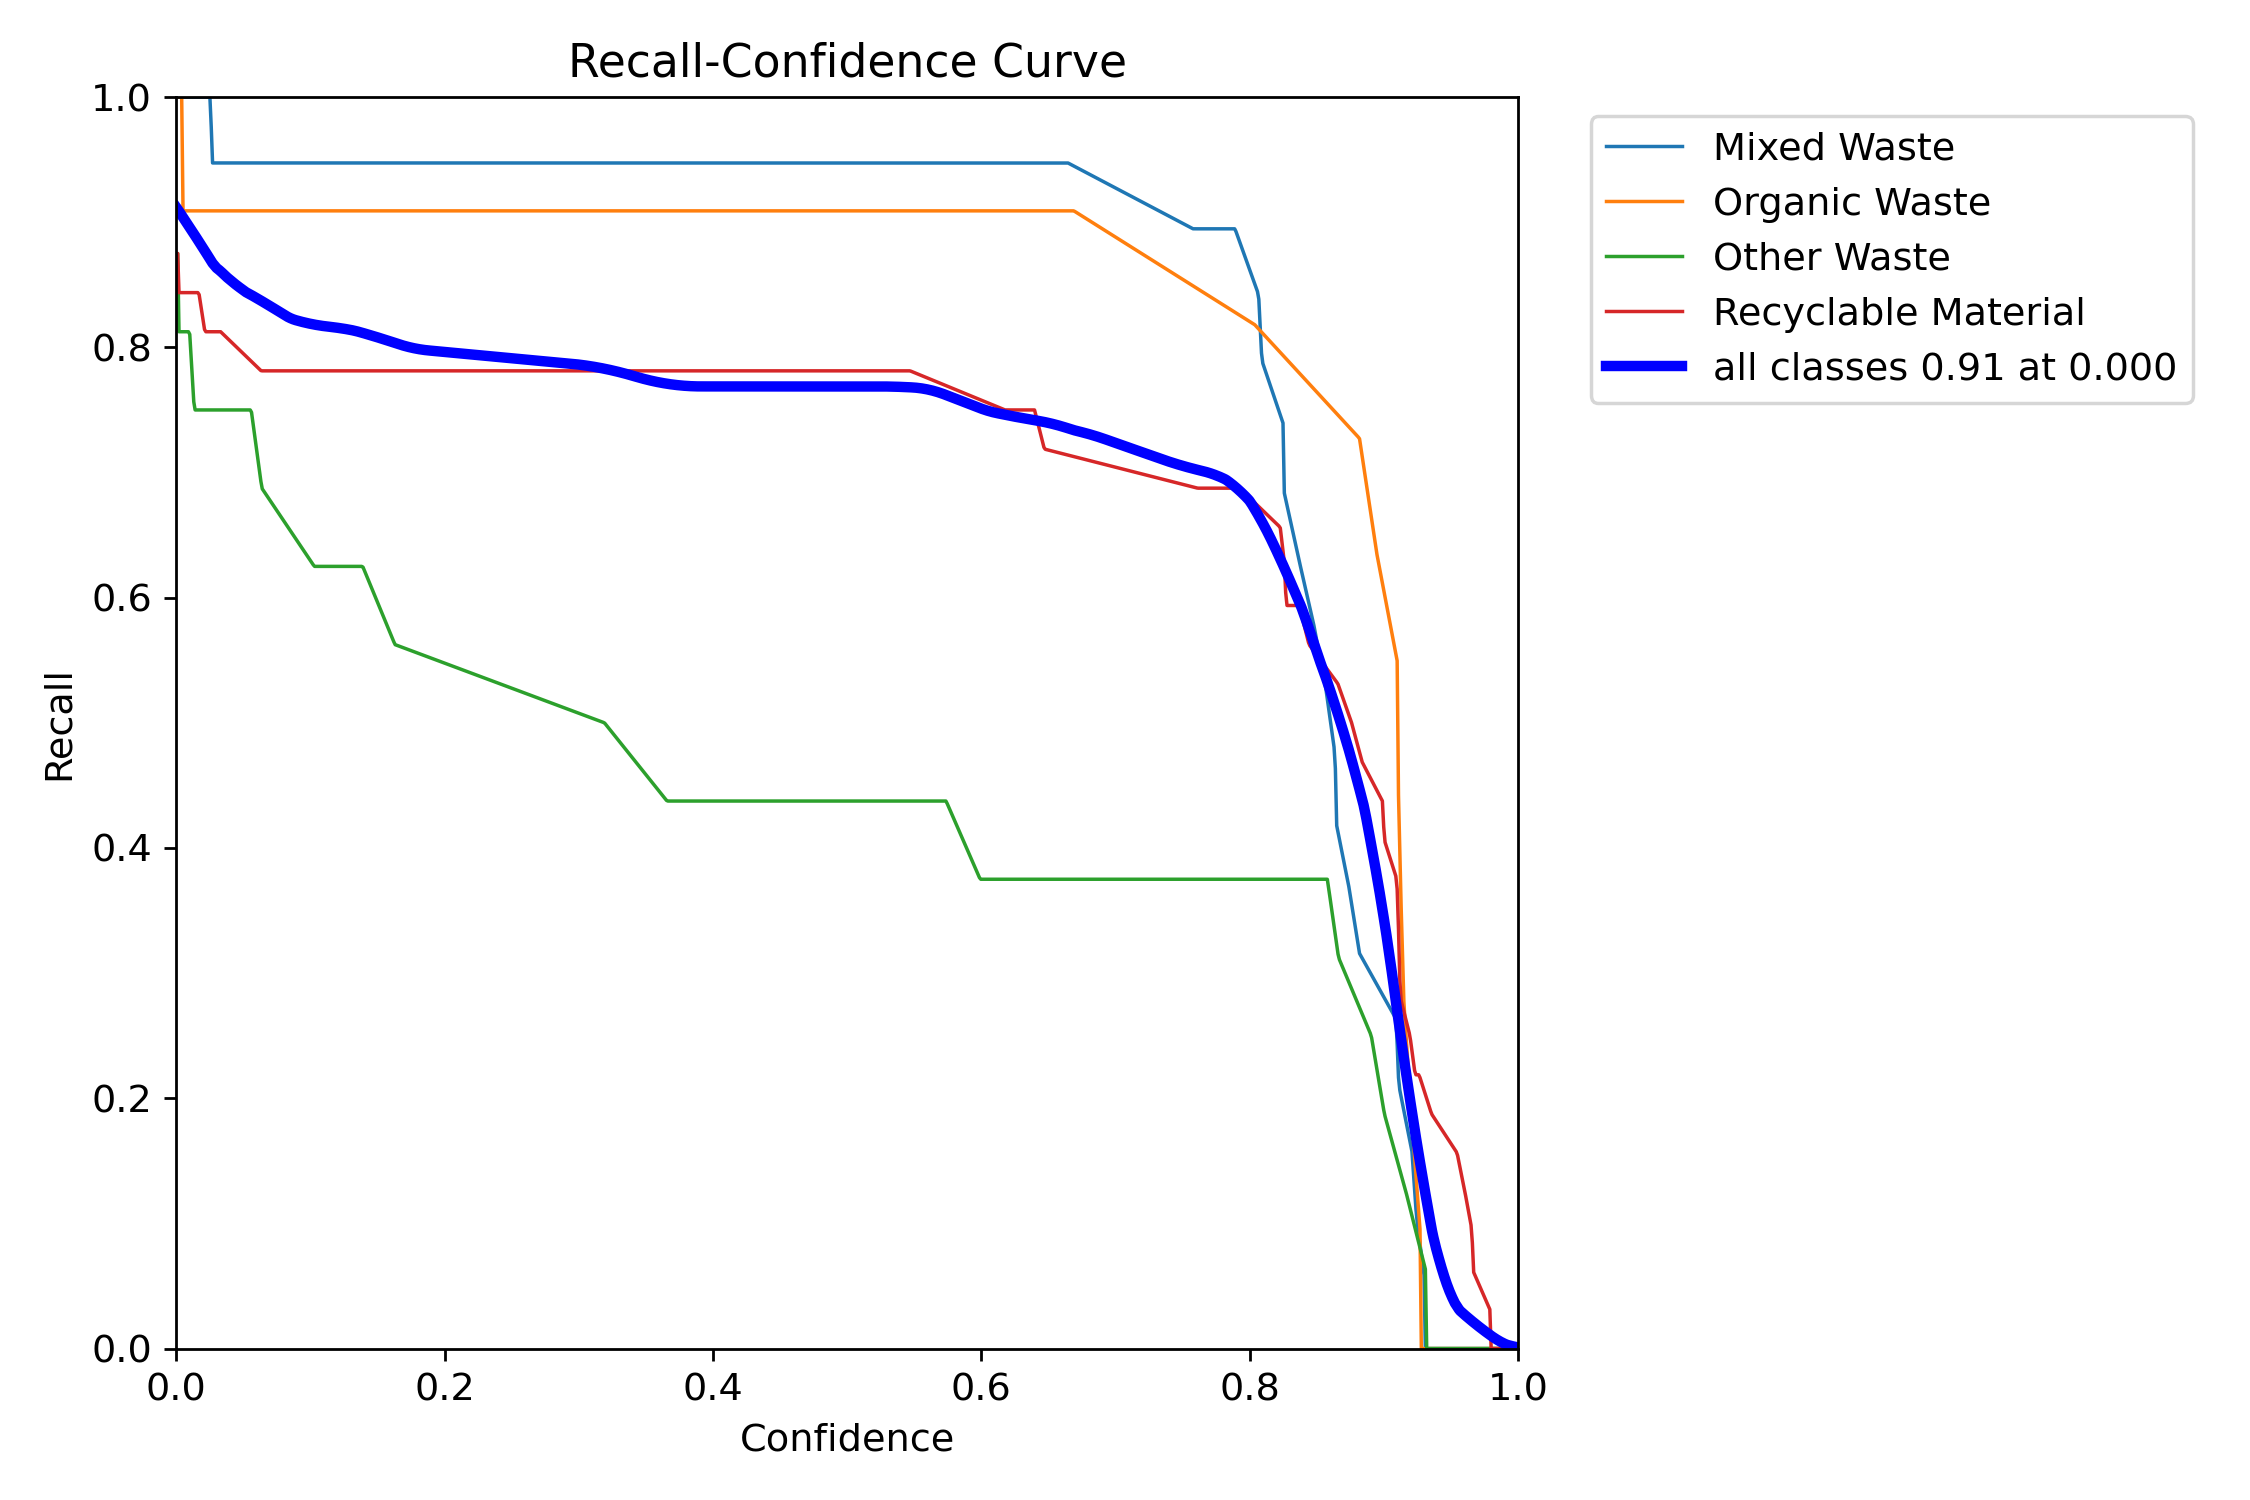 Recall-Confidence Curve
1.0
0.8
0.6
0.4
0.2
0.0
Recall
0.0 0.2 0.4 0.6 0.8 1.0
Confidence
Mixed Waste
Organic Waste
Other Waste
Recyclable Material
all classes 0.91 at 0.000